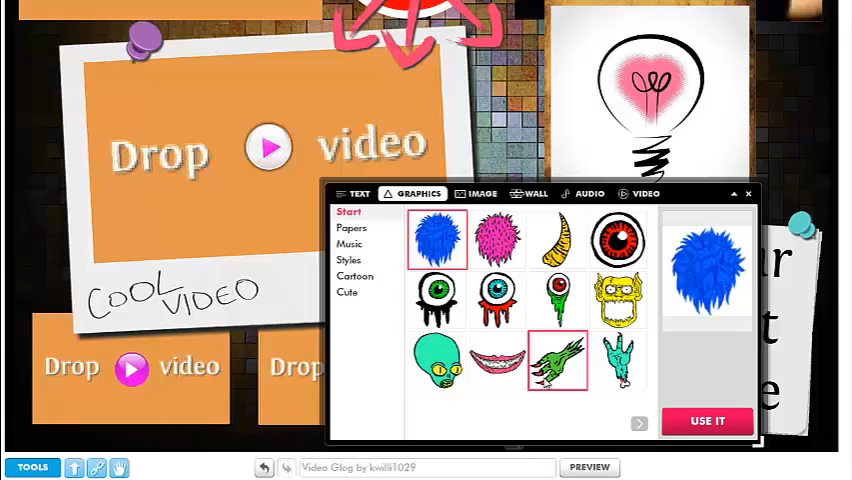 Drop video
COOL VIDEO
Drop video
Drop
TEXT GRAPHICS IMAGE WALL AUDIO VIDEO
Start
Papers
Music
Styles
Cartoon
Cute
USE IT
TOOLS
Video Glog by kwilli1029
PREVIEW